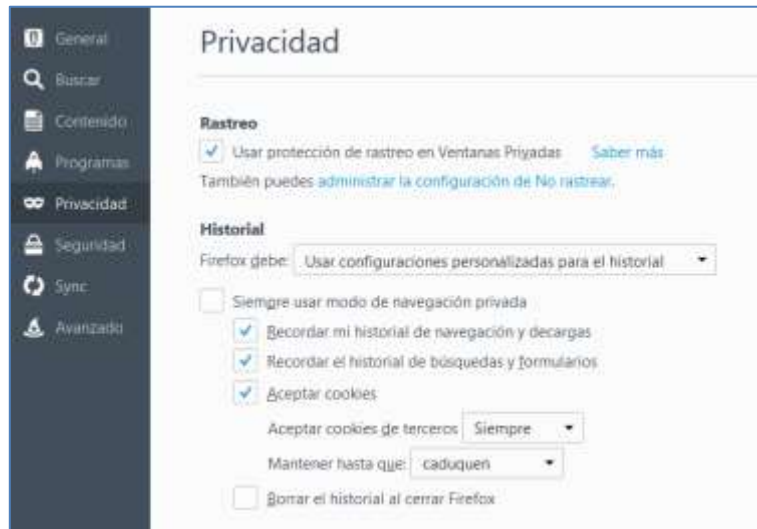 General
Buscar
Contenido
Programas
Privacidad
Seguridad
Sync
Avanzado
Privacidad
Rastreo
Usar protección de rastreo en Ventanas Privadas Saber más
También puedes administrar la configuración de No rastrear.
Historial
Firefox debe: Usar configuraciones personalizadas para el historial
Siempre usar modo de navegación privada
Recordar mi historial de navegación y decargas
Recordar el historial de búsquedas y formularios
Aceptar cookies
Aceptar cookies de terceros Siempre
Mantener hasta que: caduquen
Borrar el historial al cerrar Firefox